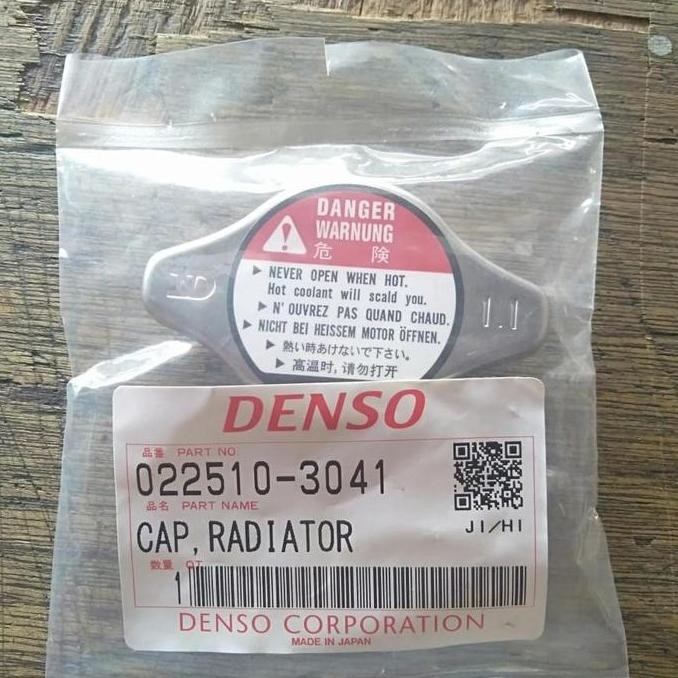 DANGER
WARNUNG
危 険
▶ NEVER OPEN WHEN HOT.
Hot coolant will scald you.
▶ N'OUVREZ PAS QUAND CHAUD.
▶ NICHT BEI HEISSEM MOTOR ÖFFNEN.
▶ 熱い時あけないで下さい。
▶ 高温时,请勿打开
1.1
DENSO
品番 PART NO.
022510-3041
品名 PART NAME
CAP, RADIATOR
JI/HI
数量 QT
1
DENSO CORPORATION
MADE IN JAPAN